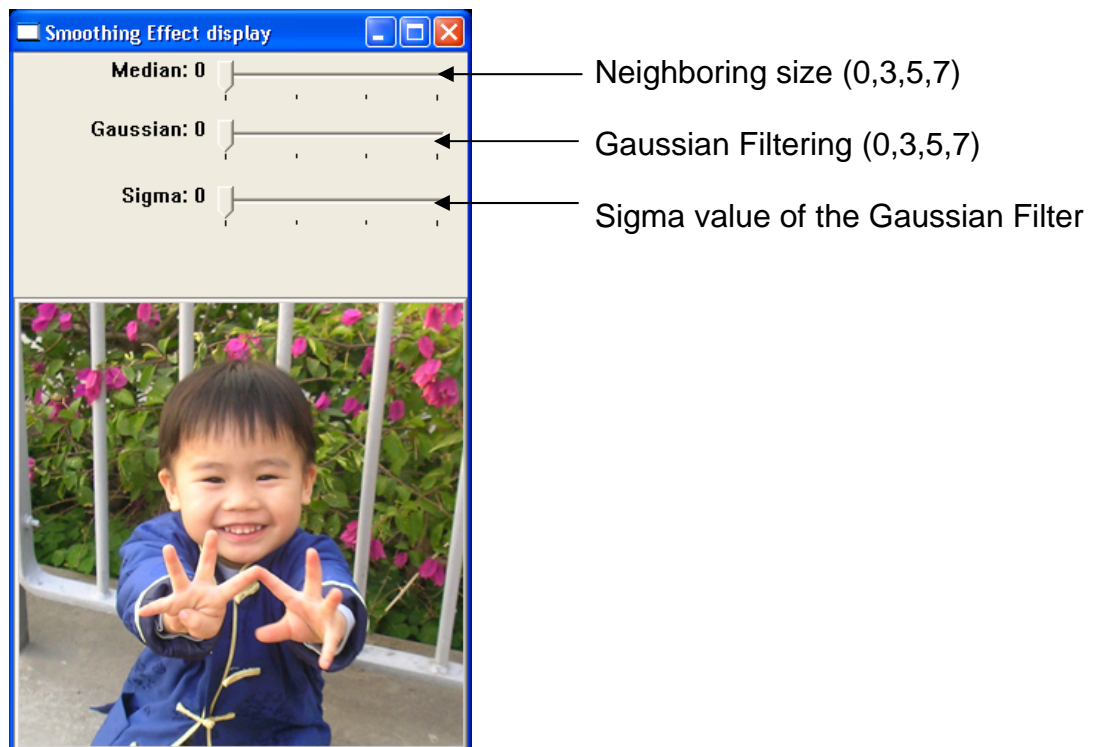 Smoothing Effect display
Median: 0
Neighboring size (0,3,5,7)
Gaussian: 0
Gaussian Filtering (0,3,5,7)
Sigma: 0
Sigma value of the Gaussian Filter